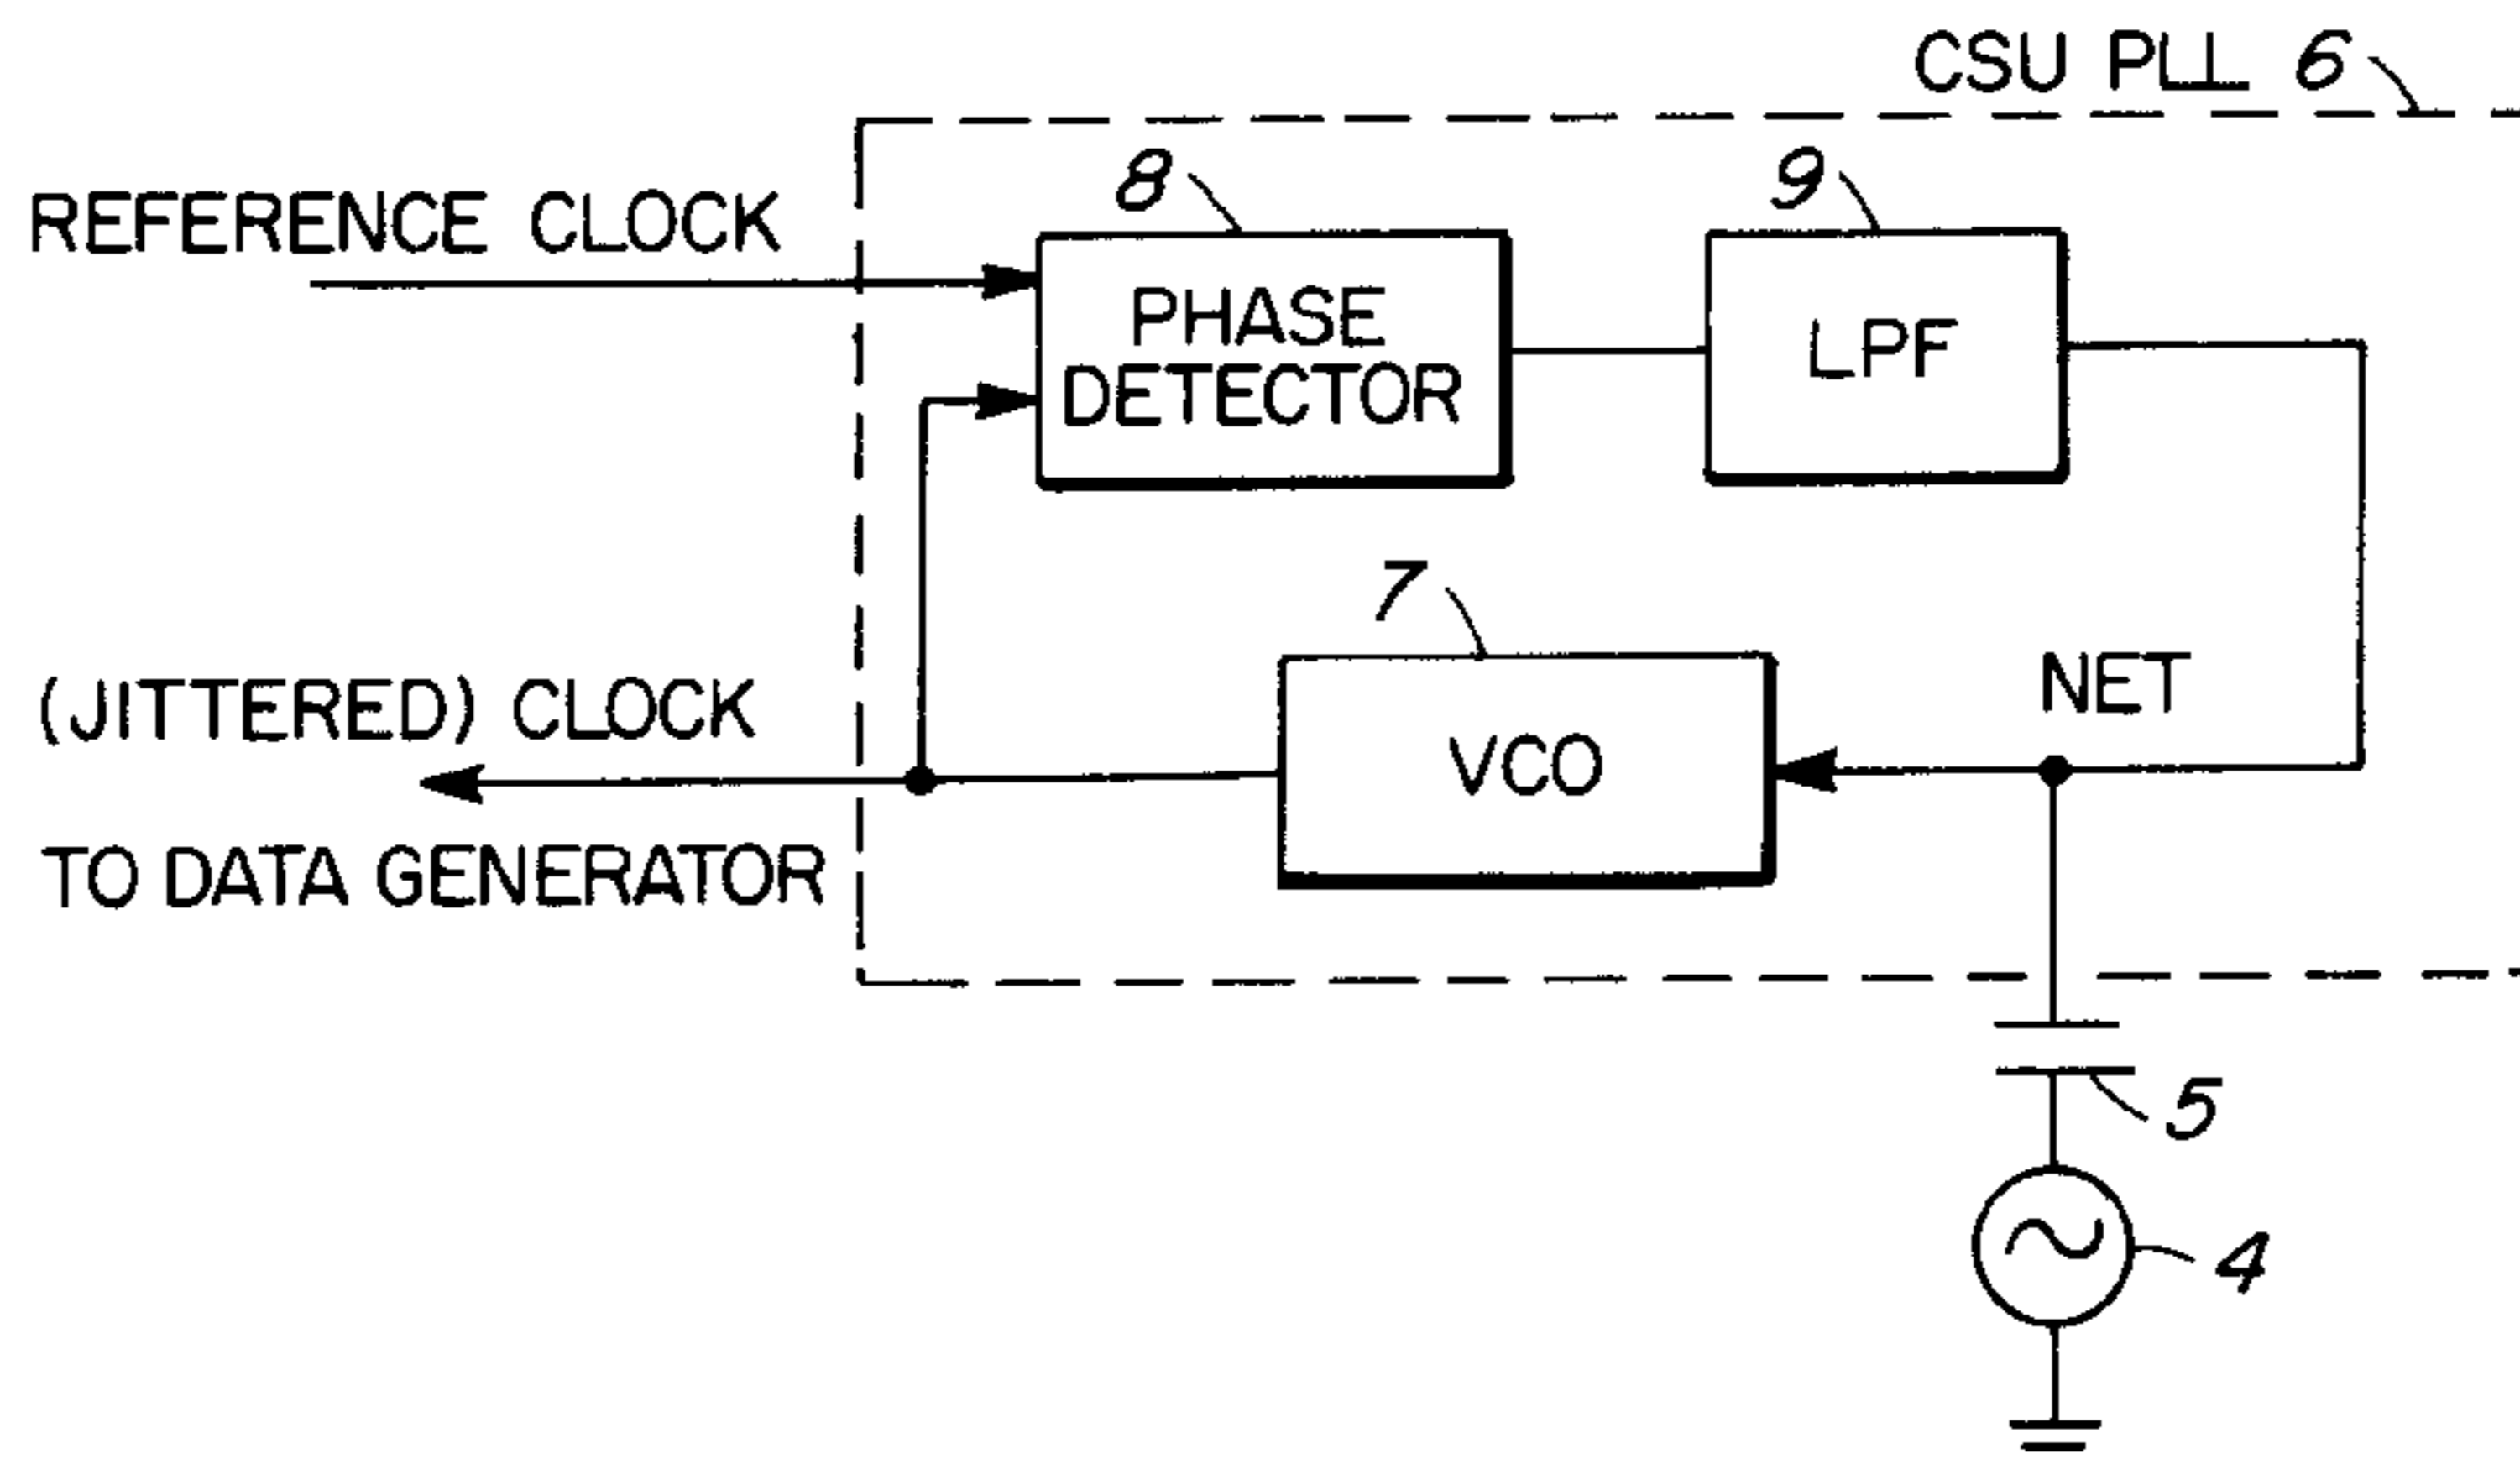 CSU PLL 6
REFERENCE CLOCK
8
9
PHASE
DETECTOR
LPF
7
(JITTERED) CLOCK
VCO
NET
TO DATA GENERATOR
5
4